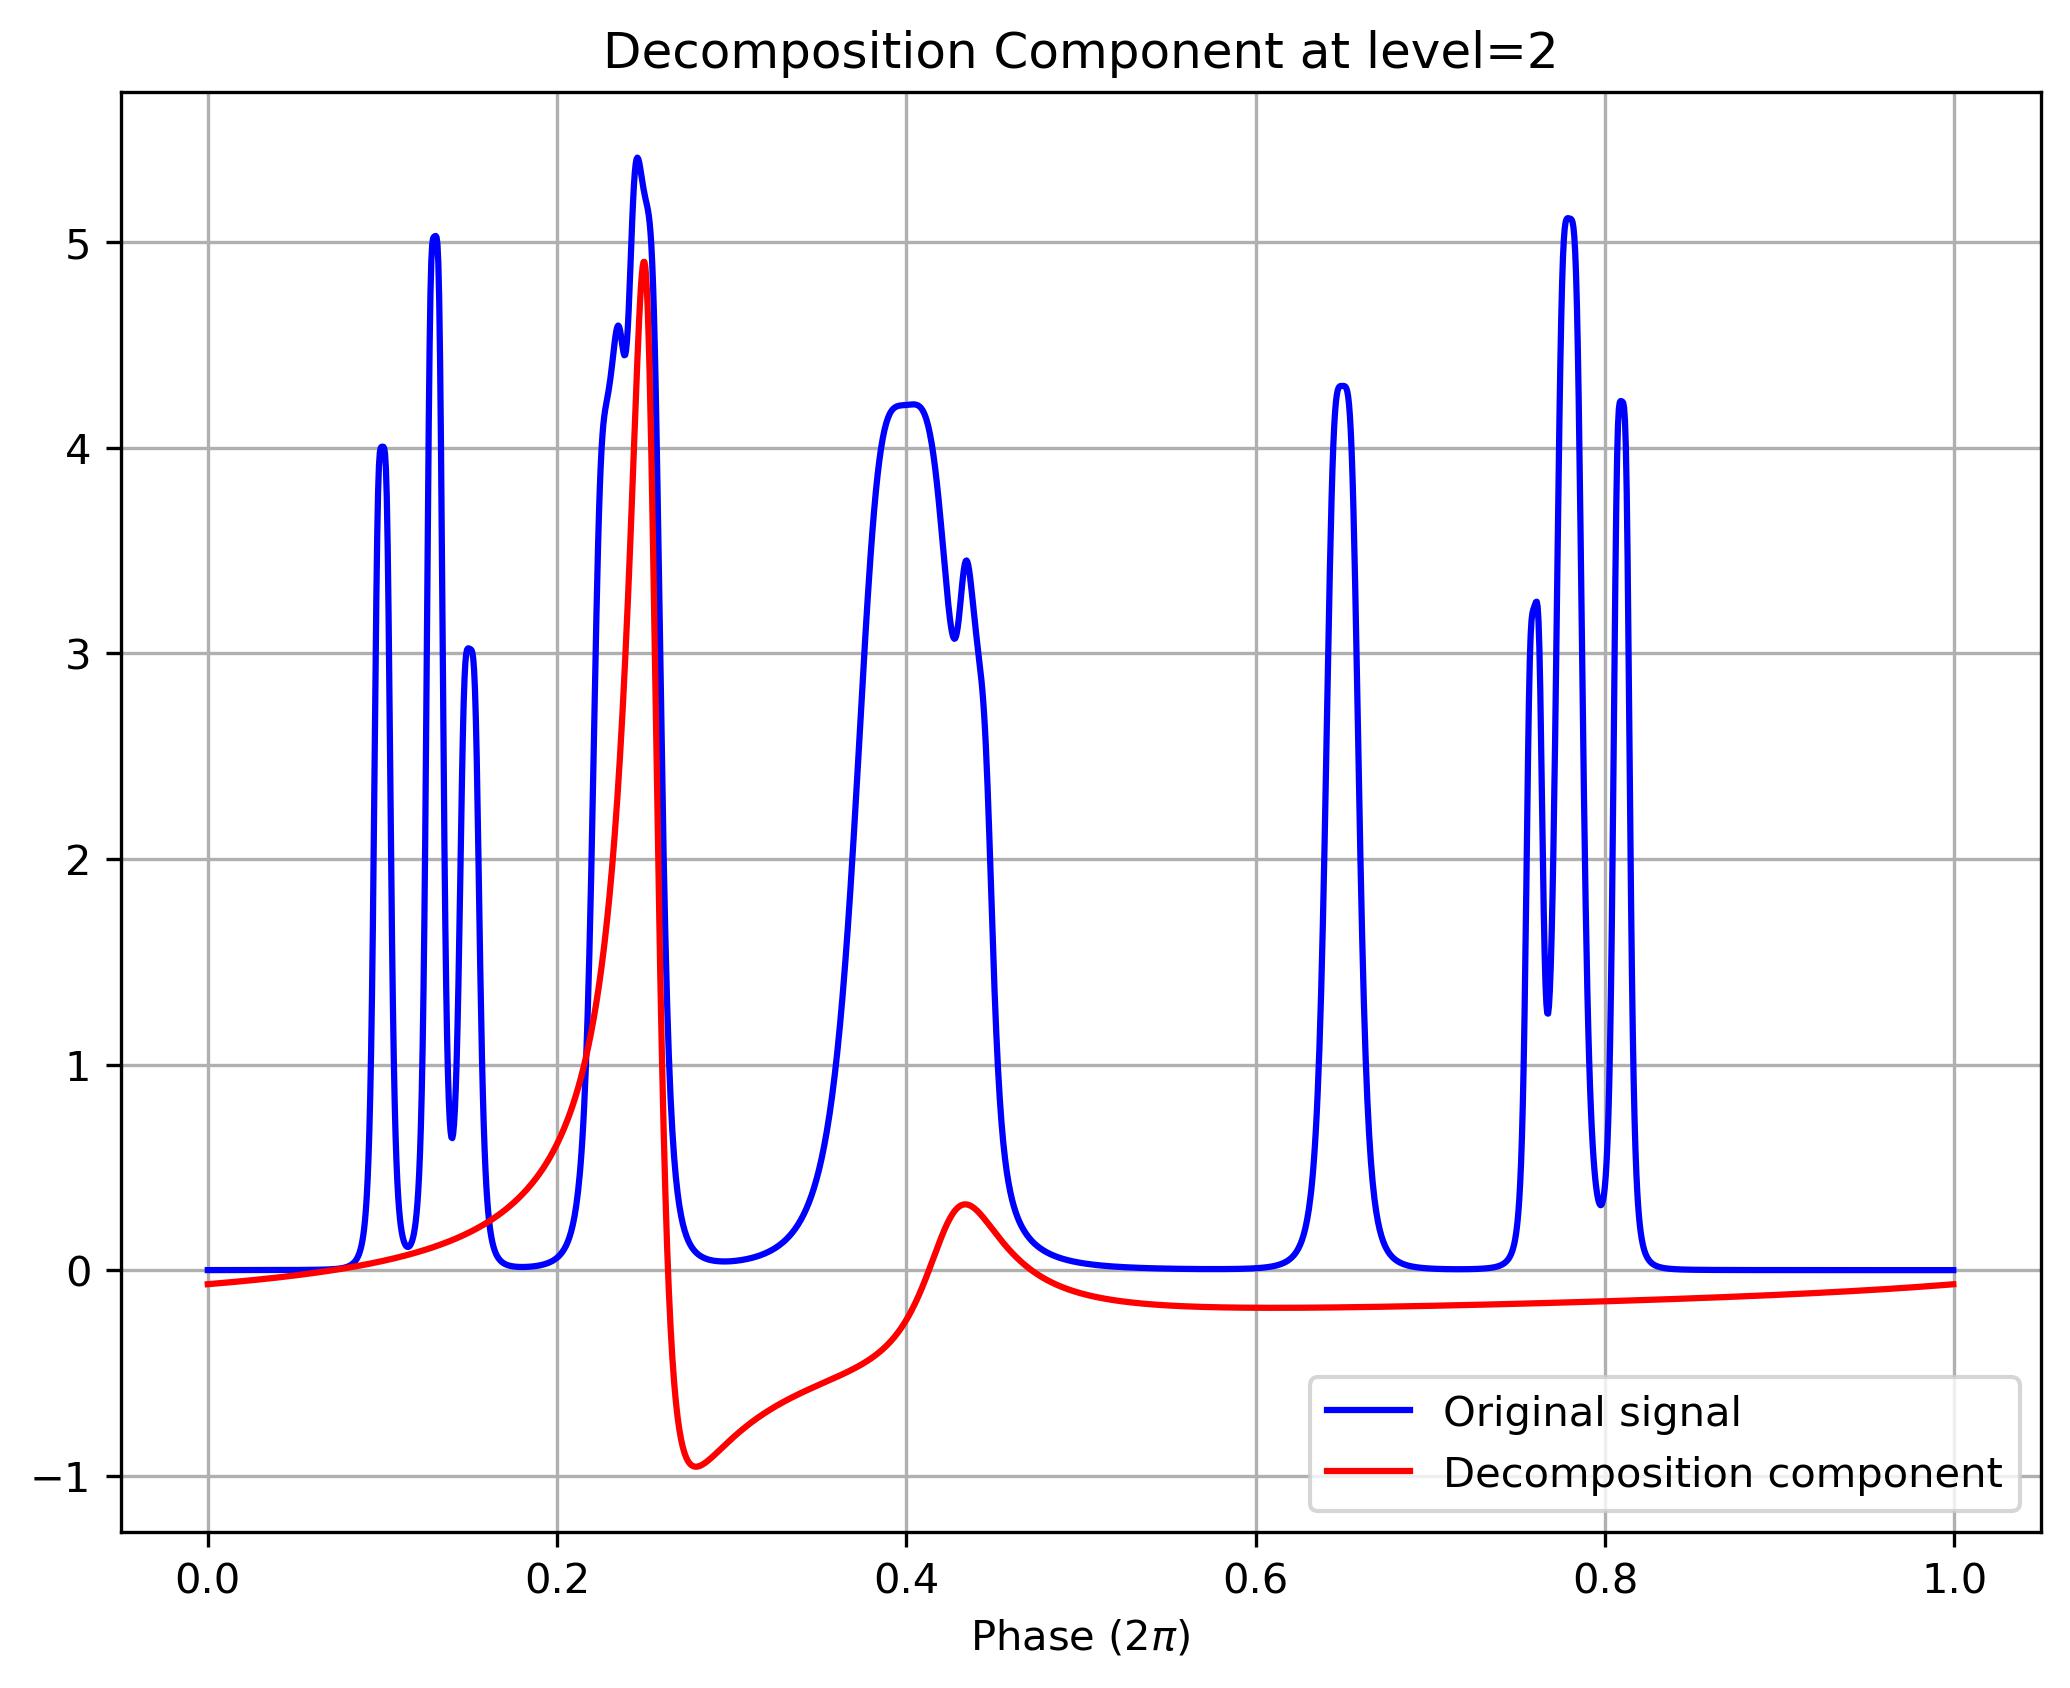 Decomposition Component at level=2
5
4
3
2
1
0
−1
Original signal
Decomposition component
0.0 0.2 0.4 0.6 0.8 1.0
Phase (2π)